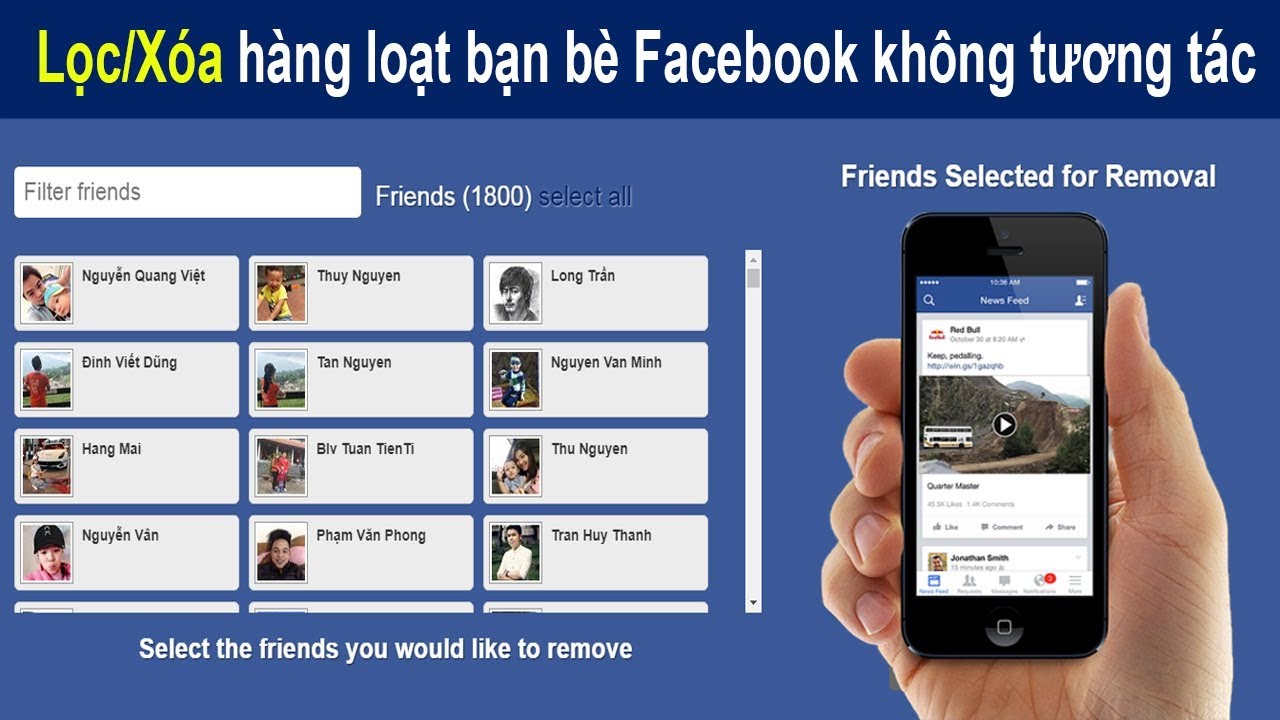 Lọc/Xóa hàng loạt bạn bè Facebook không tương tác
Filter friends
Friends (1800) select all
Nguyễn Quang Việt
Thuy Nguyen
Long Trần
Đinh Viết Dũng
Tan Nguyen
Nguyen Van Minh
Hang Mai
Blv Tuan TienTi
Thu Nguyen
Nguyễn Vân
Phạm Văn Phong
Tran Huy Thanh
Select the friends you would like to remove
Friends Selected for Removal
10:36 AM
News Feed
Red Bull
October 30 at 8:20 AM
Keep, pedalling.
http://win.gs/1gazqhb
Quarter Master
45.5K Likes 1.4K Comments
Like Comment Share
Jonathan Smith
15 minutes ago
News Feed Requests Messages Notifications More